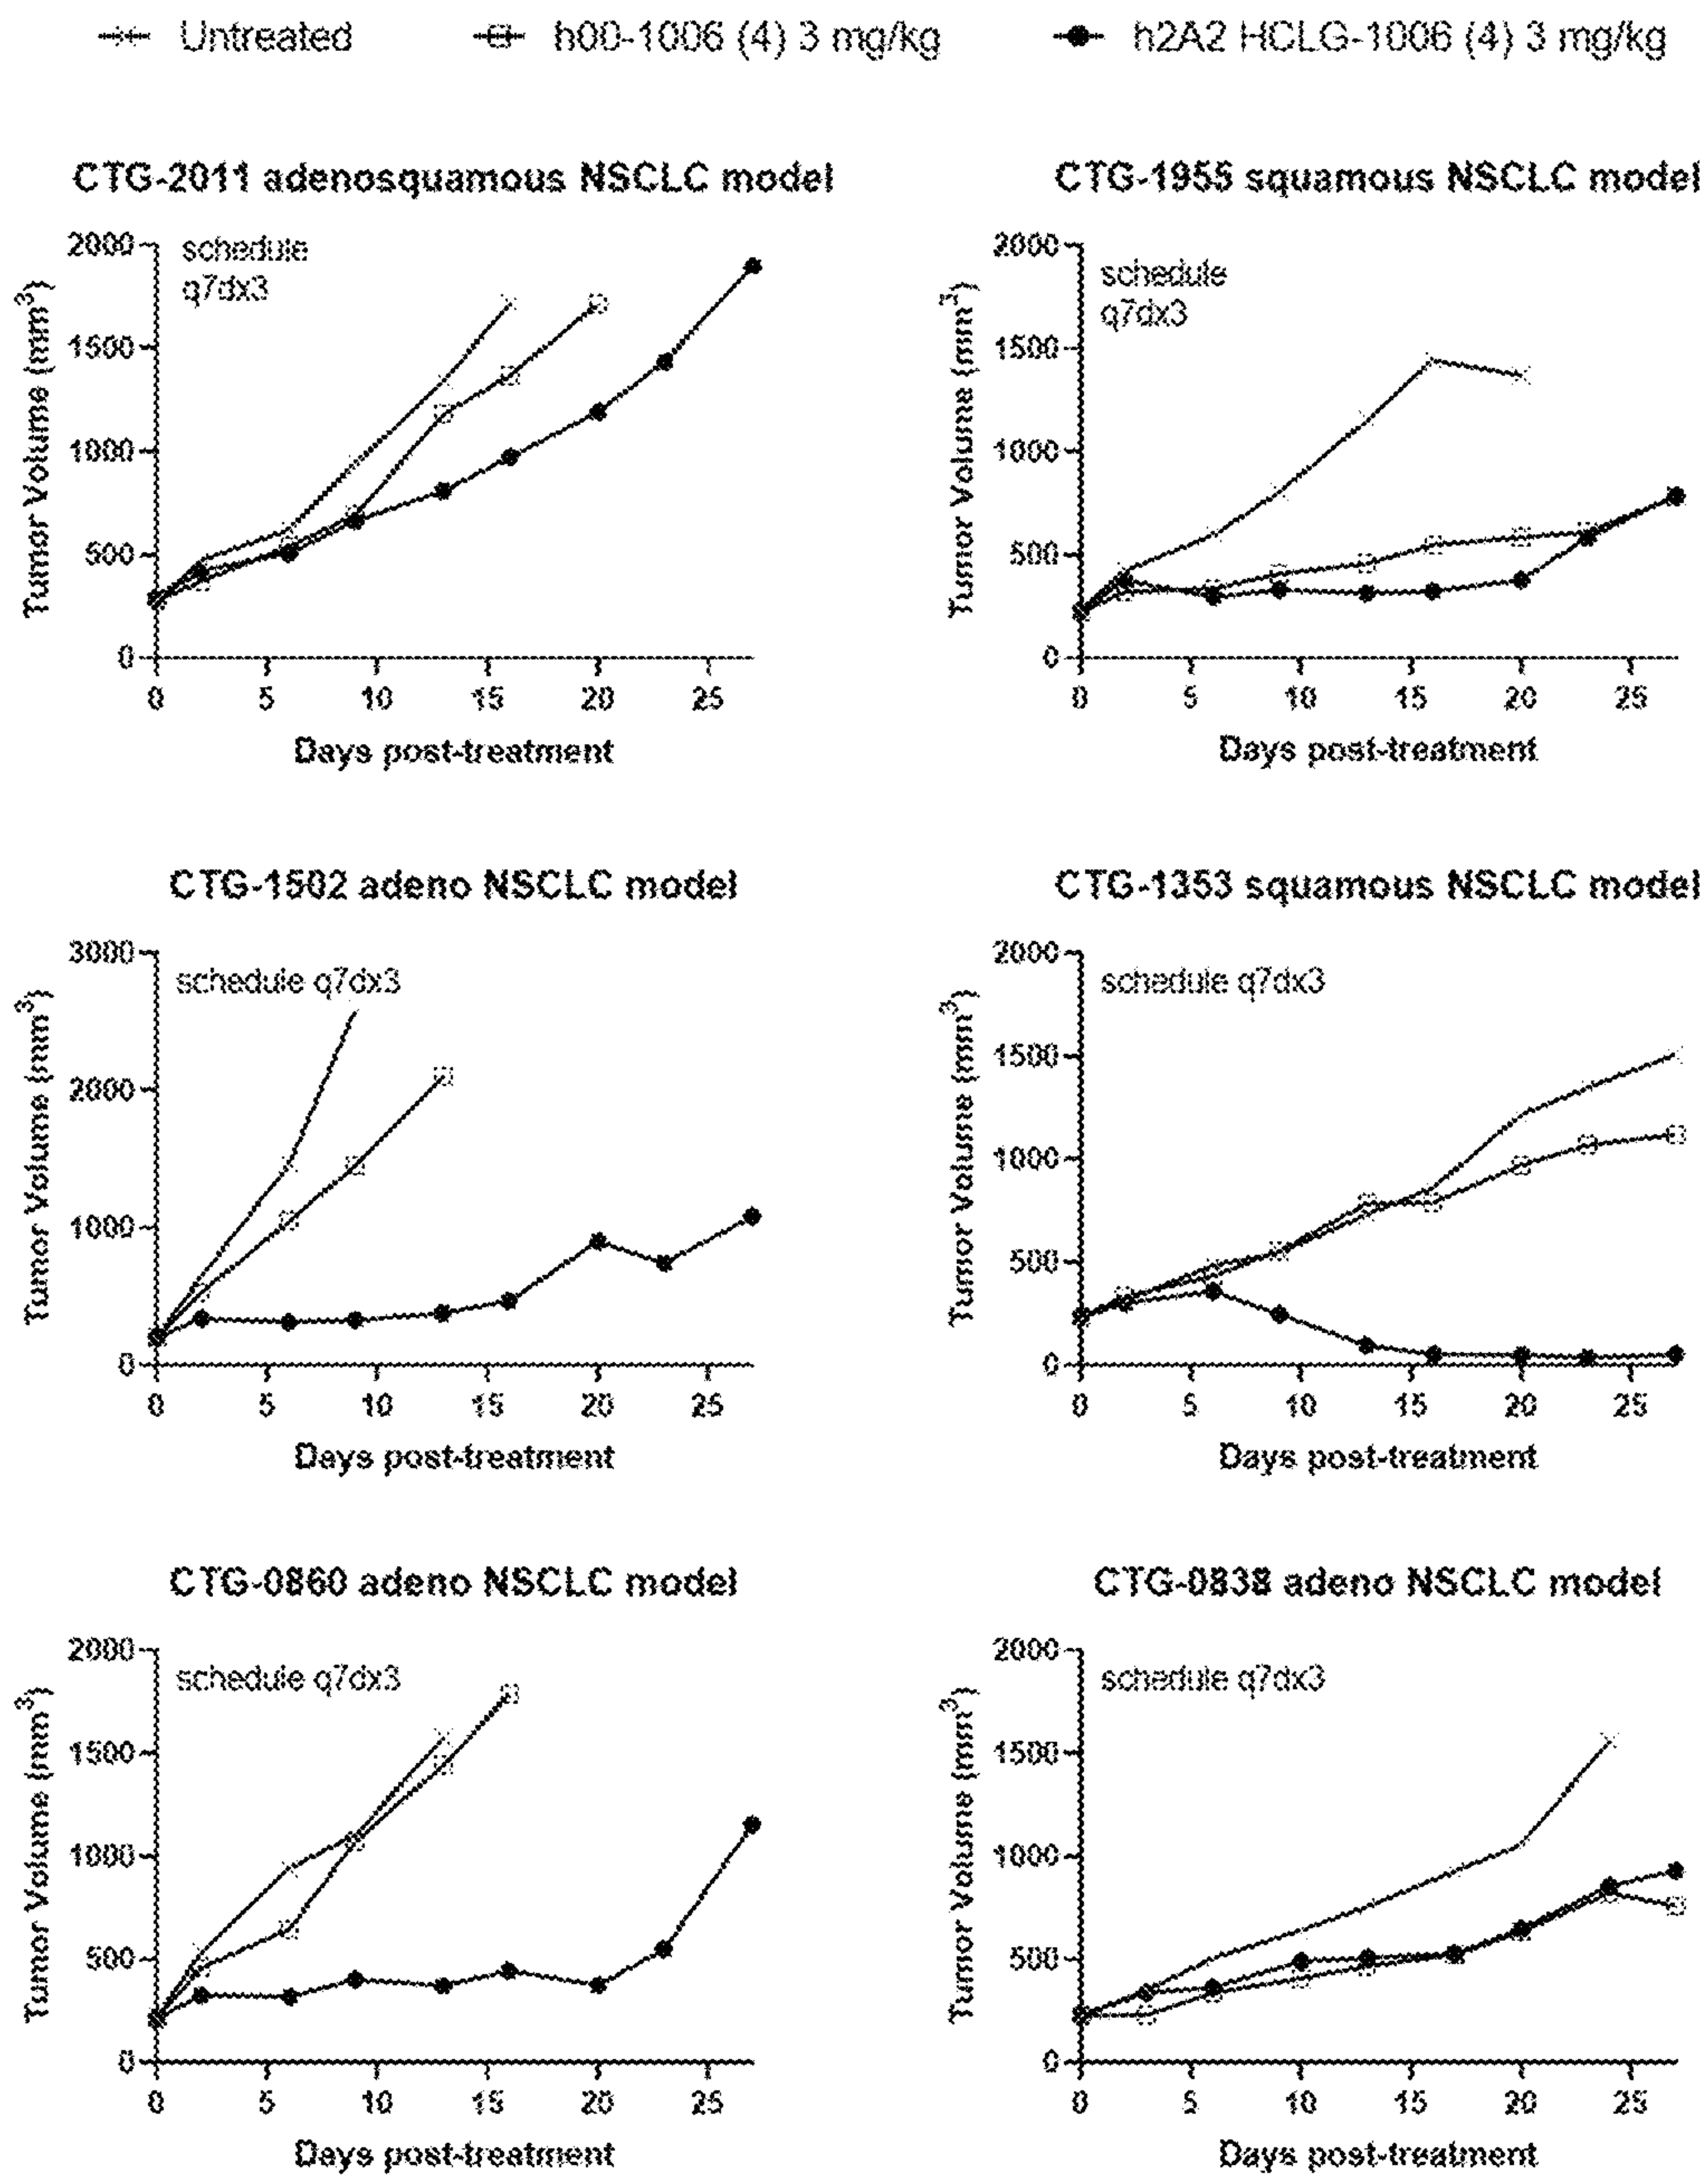 Untreated h00-1006 (4) 3 mg/kg h2A2 HCLG-1006 (4) 3 mg/kg
CTG-2011 adenosquamous NSCLC model
schedule
q7dx3
Tumor Volume (mm³)
2000
1500
1000
500
0
0 5 10 15 20 25
Days post-treatment
CTG-1955 squamous NSCLC model
schedule
q7dx3
Tumor Volume (mm³)
2000
1500
1000
500
0
0 5 10 15 20 25
Days post-treatment
CTG-1502 adeno NSCLC model
schedule q7dx3
Tumor Volume (mm³)
3000
2000
1000
0
0 5 10 15 20 25
Days post-treatment
CTG-1353 squamous NSCLC model
schedule q7dx3
Tumor Volume (mm³)
2000
1500
1000
500
0
0 5 10 15 20 25
Days post-treatment
CTG-0860 adeno NSCLC model
schedule q7dx3
Tumor Volume (mm³)
2000
1500
1000
500
0
0 5 10 15 20 25
Days post-treatment
CTG-0838 adeno NSCLC model
schedule q7dx3
Tumor Volume (mm³)
2000
1500
1000
500
0
0 5 10 15 20 25
Days post-treatment